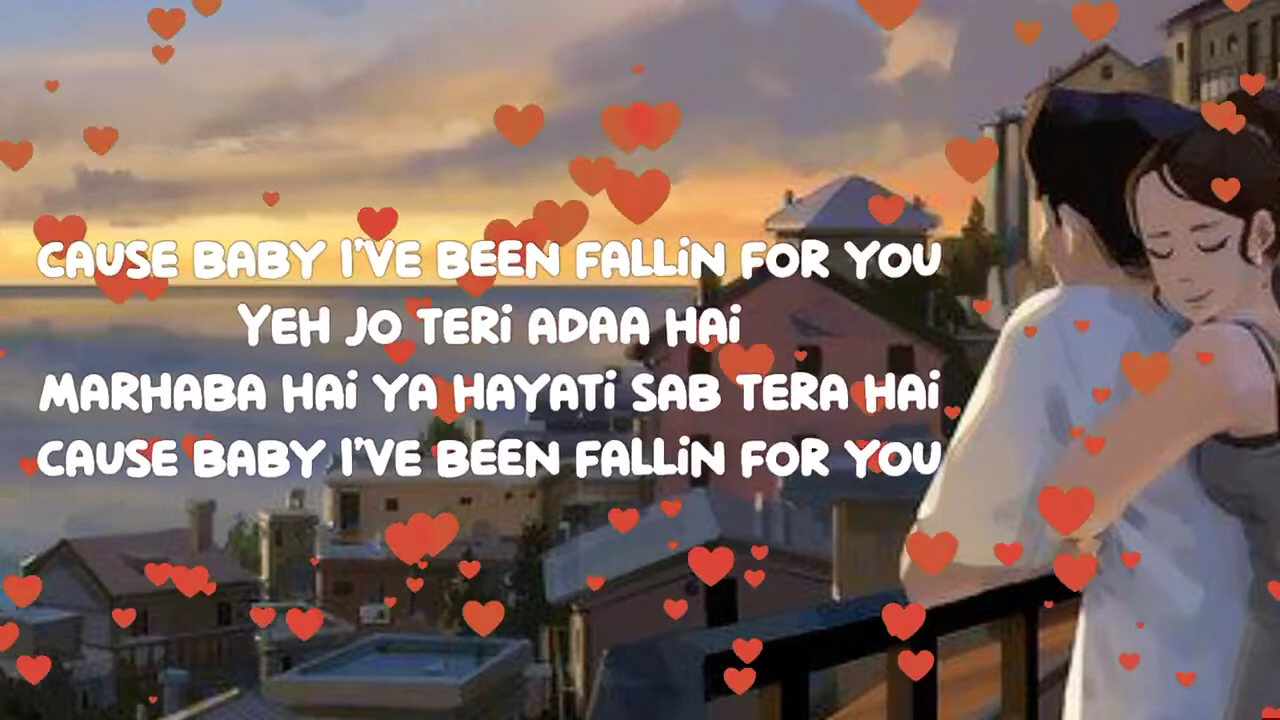 CAUSE BABY I'VE BEEN FALLIN FOR YOU
YEH JO TERI ADAA HAI
MARHABA HAI YA HAYATI SAB TERA HAI
CAUSE BABY I'VE BEEN FALLIN FOR YOU